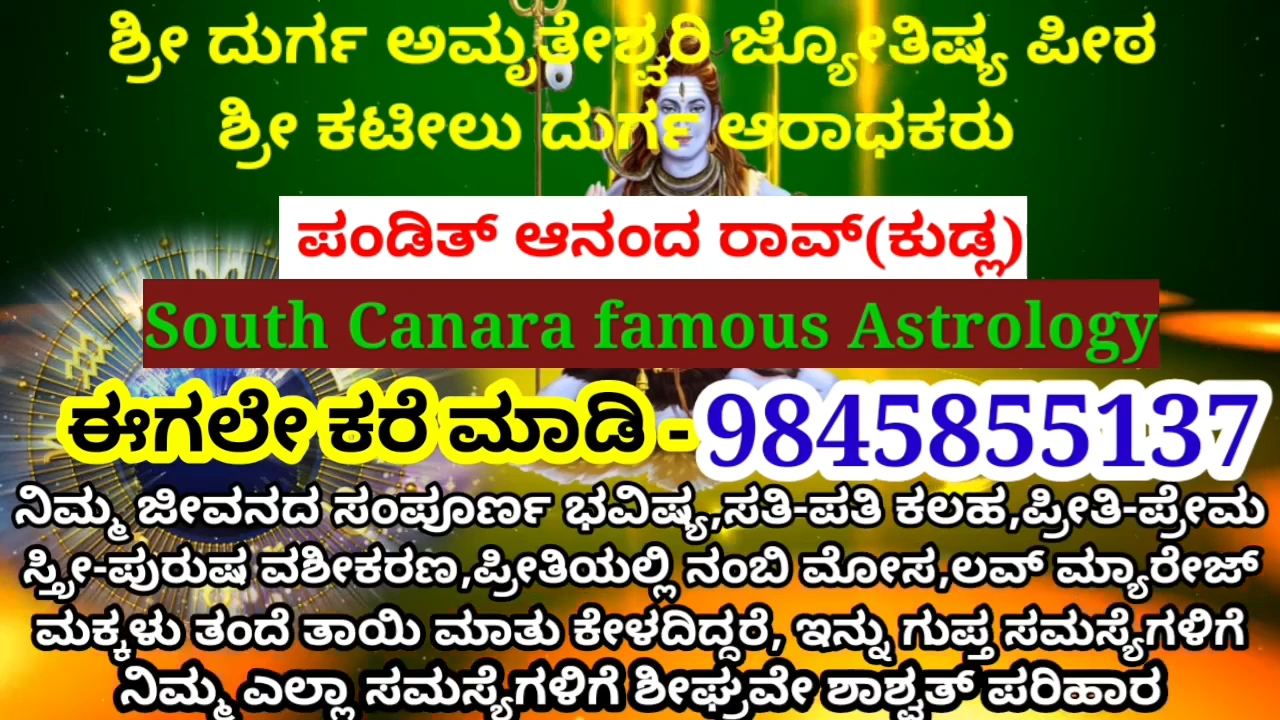 ಶ್ರೀ ದುರ್ಗ ಅಮೃತೇಶ್ವರಿ ಜ್ಯೋತಿಷ್ಯ ಪೀಠ
ಶ್ರೀ ಕಟೀಲು ದುರ್ಗ ಆರಾಧಕರು
ಪಂಡಿತ್ ಆನಂದ ರಾವ್(ಕುಡ್ಲ)
South Canara famous Astrology
ಈಗಲೇ ಕರೆ ಮಾಡಿ - 9845855137
ನಿಮ್ಮ ಜೀವನದ ಸಂಪೂರ್ಣ ಭವಿಷ್ಯ,ಸತಿ-ಪತಿ ಕಲಹ,ಪ್ರೀತಿ-ಪ್ರೇಮ
ಸ್ತ್ರೀ-ಪುರುಷ ವಶೀಕರಣ,ಪ್ರೀತಿಯಲ್ಲಿ ನಂಬಿ ಮೋಸ,ಲವ್ ಮ್ಯಾರೇಜ್
ಮಕ್ಕಳು ತಂದೆ ತಾಯಿ ಮಾತು ಕೇಳದಿದ್ದರೆ, ಇನ್ನು ಗುಪ್ತ ಸಮಸ್ಯೆಗಳಿಗೆ
ನಿಮ್ಮ ಎಲ್ಲಾ ಸಮಸ್ಯೆಗಳಿಗೆ ಶೀಘ್ರವೇ ಶಾಶ್ವತ್ ಪರಿಹಾರ